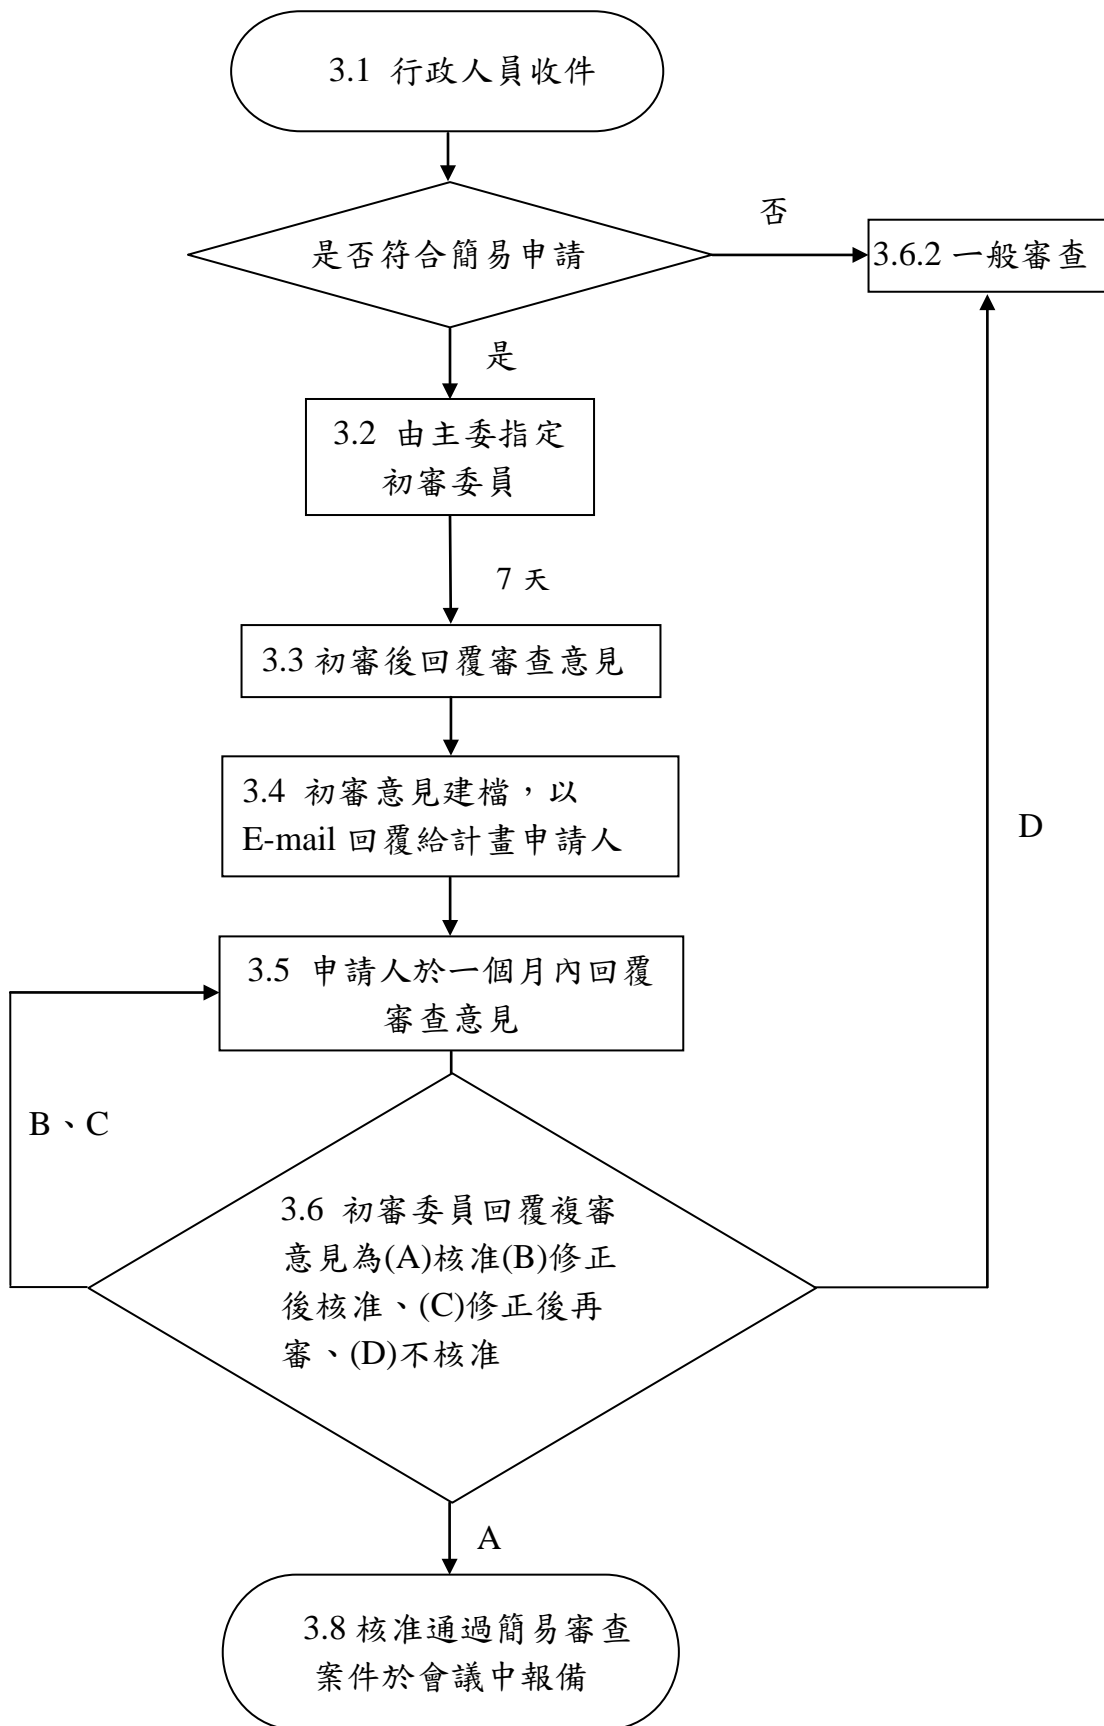 3.1 行政人員收件
否
是否符合簡易申請
3.6.2 一般審查
是
3.2 由主委指定
初審委員
7 天
3.3 初審後回覆審查意見
3.4 初審意見建檔，以
E-mail 回覆給計畫申請人
D
3.5 申請人於一個月內回覆
審查意見
B、C
3.6 初審委員回覆複審
意見為(A)核准(B)修正
後核准、(C)修正後再
審、(D)不核准
A
3.8 核准通過簡易審查
案件於會議中報備